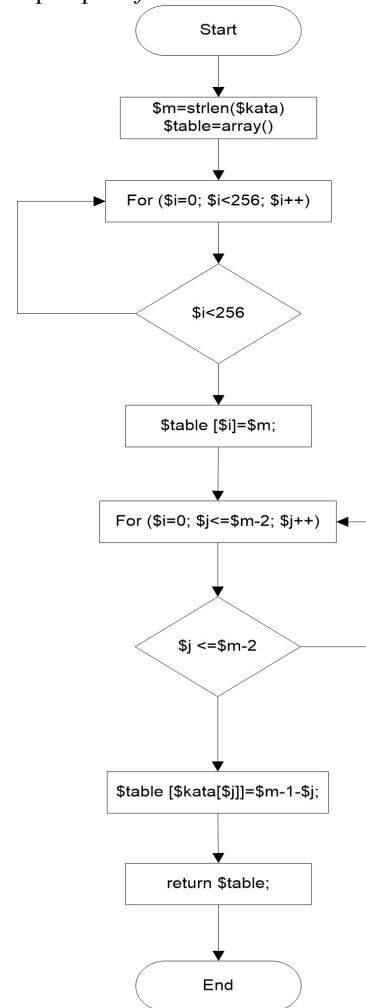 Start
$m=strlen($kata)
$table=array()
For ($i=0; $i<256; $i++)
$i<256
$table [$i]=$m;
For ($i=0; $j<=$m-2; $j++)
$j <=$m-2
$table [$kata[$j]]=$m-1-$j;
return $table;
End